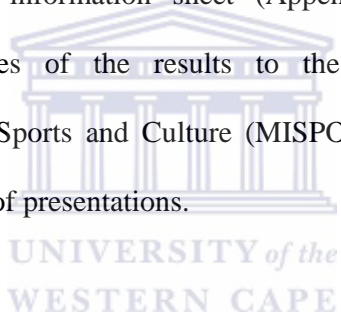 information sheet (Appen
es of the results to the
Sports and Culture (MISPO
of presentations.
UNIVERSITY of the
WESTERN CAPE